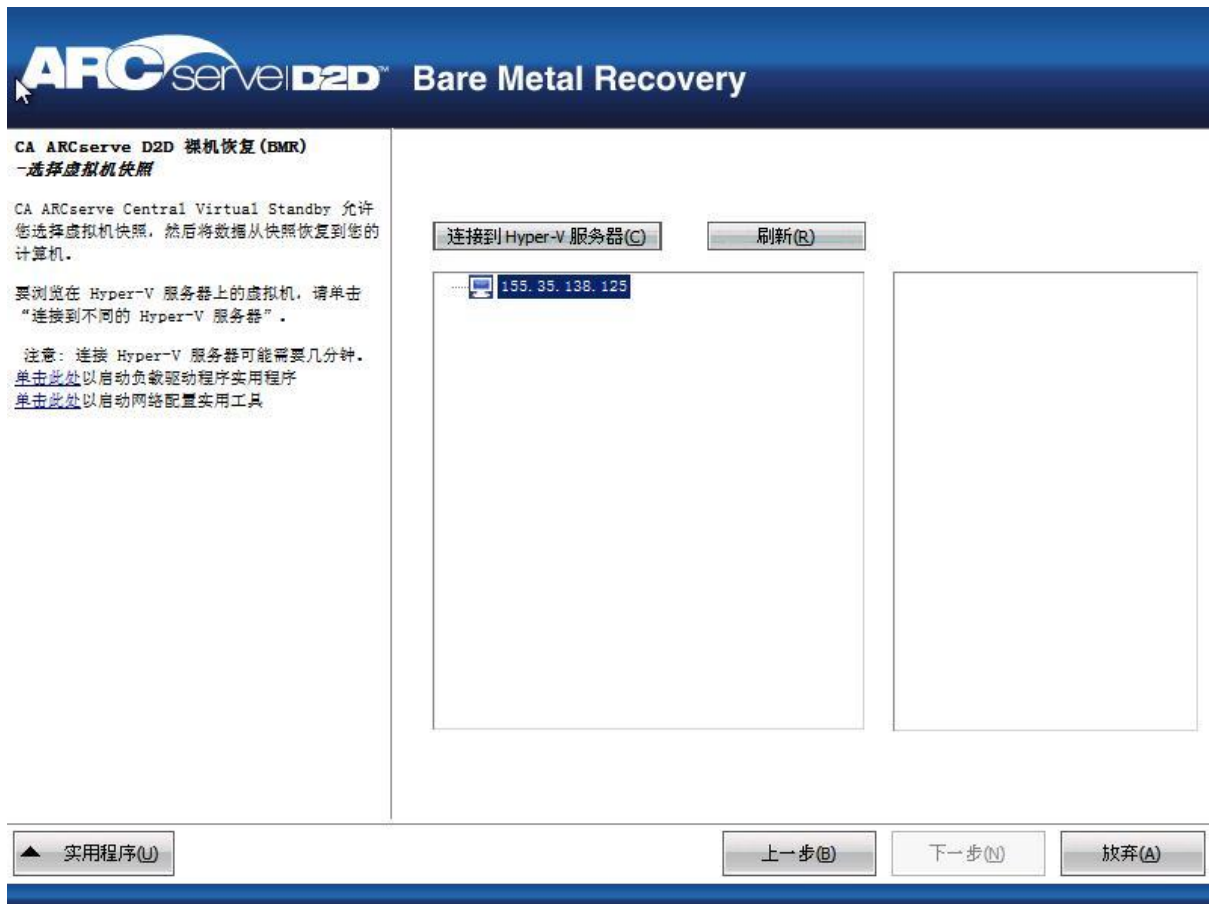 ARCserve D2D™ Bare Metal Recovery
CA ARCserve D2D 裸机恢复(BMR)
-选择虚拟机快照
CA ARCserve Central Virtual Standby 允许
您选择虚拟机快照，然后将数据从快照恢复到您的
计算机。
要浏览在 Hyper-V 服务器上的虚拟机，请单击
“连接到不同的 Hyper-V 服务器”。
注意: 连接 Hyper-V 服务器可能需要几分钟。
单击此处以启动负载驱动程序实用程序
单击此处以启动网络配置实用工具
连接到 Hyper-V 服务器(C)
刷新(R)
155.35.138.125
实用程序(U)
上一步(B)
下一步(N)
放弃(A)